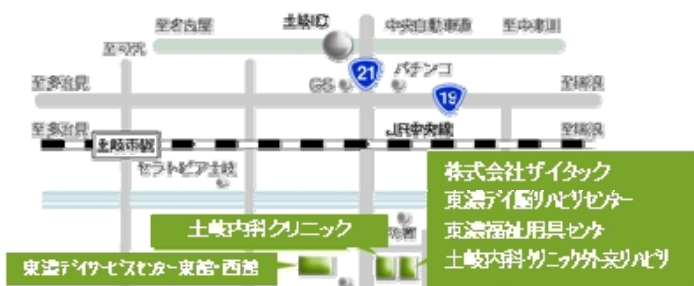 至名古屋
土岐IC
中央自動車道
至中津川
至可児
21
パチンコ
至多治見
GS
19
至瑞浪
至多治見
土岐市駅
JR中央線
至瑞浪
セラトピア土岐
株式会社ザイタック
東濃デイ脳リハビリセンター
土岐内科クリニック
東濃福祉用具センター
土岐内科クリニック外来リハビリ
東濃デイサービスセンター東館・西館